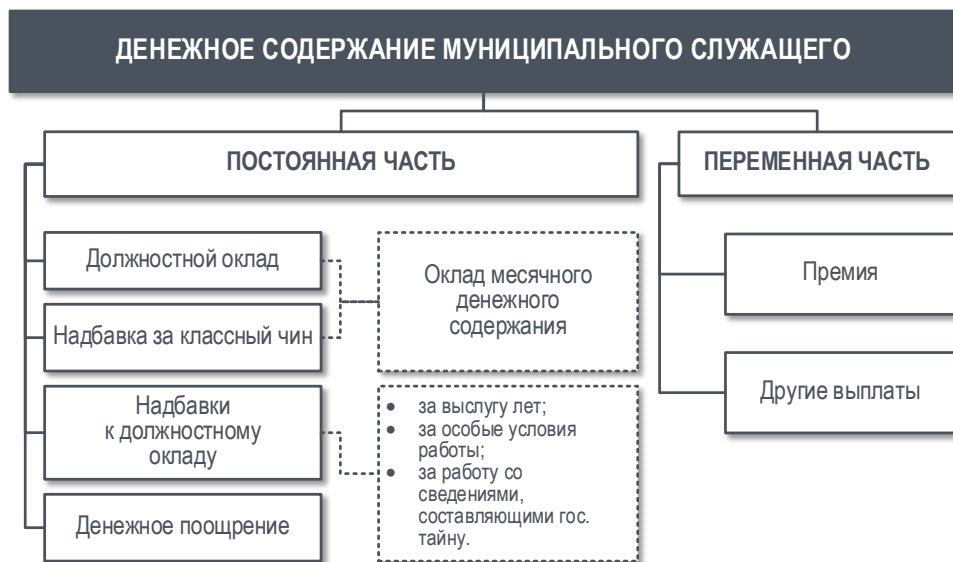 ДЕНЕЖНОЕ СОДЕРЖАНИЕ МУНИЦИПАЛЬНОГО СЛУЖАЩЕГО
ПОСТОЯННАЯ ЧАСТЬ
Должностной оклад
Надбавка за классный чин
Оклад месячного
денежного
содержания
Надбавки
к должностному
окладу
• за выслугу лет;
• за особые условия
работы;
• за работу со
сведениями,
составляющими гос.
тайну.
Денежное поощрение
ПЕРЕМЕННАЯ ЧАСТЬ
Премия
Другие выплаты